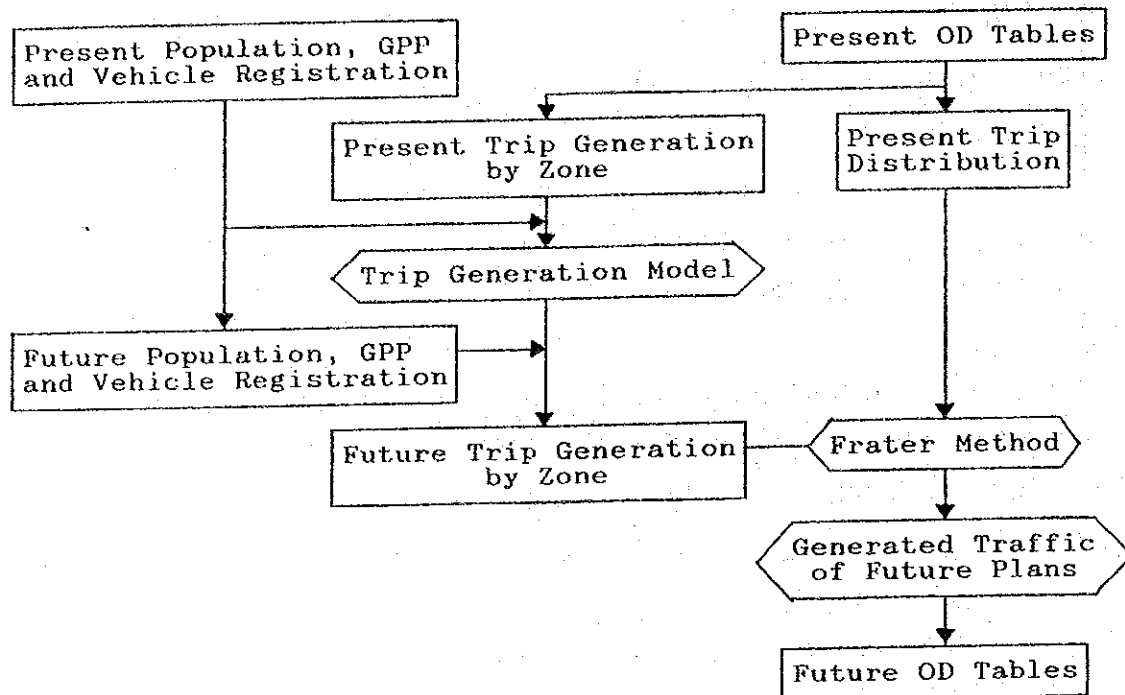 Present Population, GPP
and Vehicle Registration
Present OD Tables
Present Trip Generation
by Zone
Present Trip
Distribution
Trip Generation Model
Future Population, GPP
and Vehicle Registration
Future Trip Generation
by Zone
Frater Method
Generated Traffic
of Future Plans
Future OD Tables